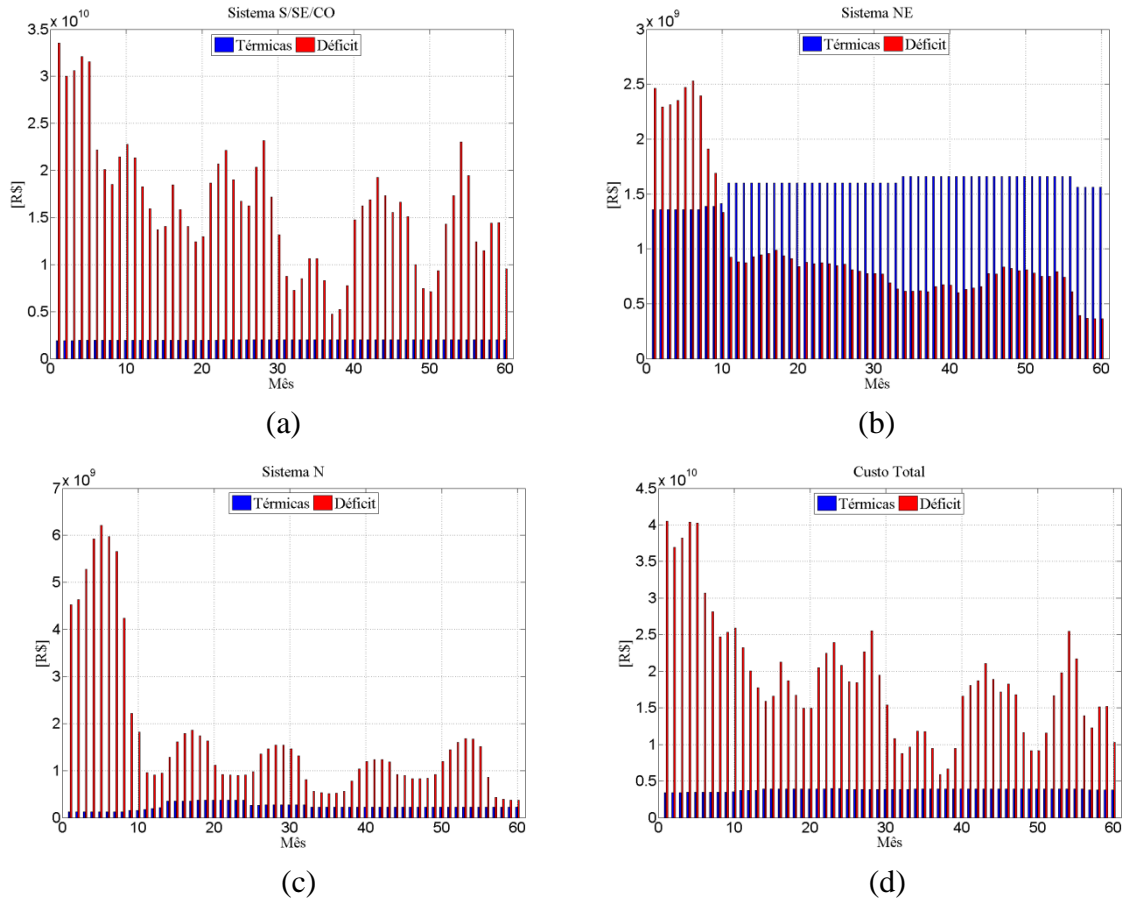 Sistema S/SE/CO
x 10^10
Térmicas Déficit
3.5
3
2.5
2
1.5
1
0.5
0
[R$]
0 10 20 30 40 50 60
Mês
(a)
Sistema NE
x 10^9
Térmicas Déficit
3
2.5
2
1.5
1
0.5
0
[R$]
0 10 20 30 40 50 60
Mês
(b)
Sistema N
x 10^9
Térmicas Déficit
7
6
5
4
3
2
1
0
[R$]
0 10 20 30 40 50 60
Mês
(c)
Custo Total
x 10^10
Térmicas Déficit
4.5
4
3.5
3
2.5
2
1.5
1
0.5
0
[R$]
0 10 20 30 40 50 60
Mês
(d)